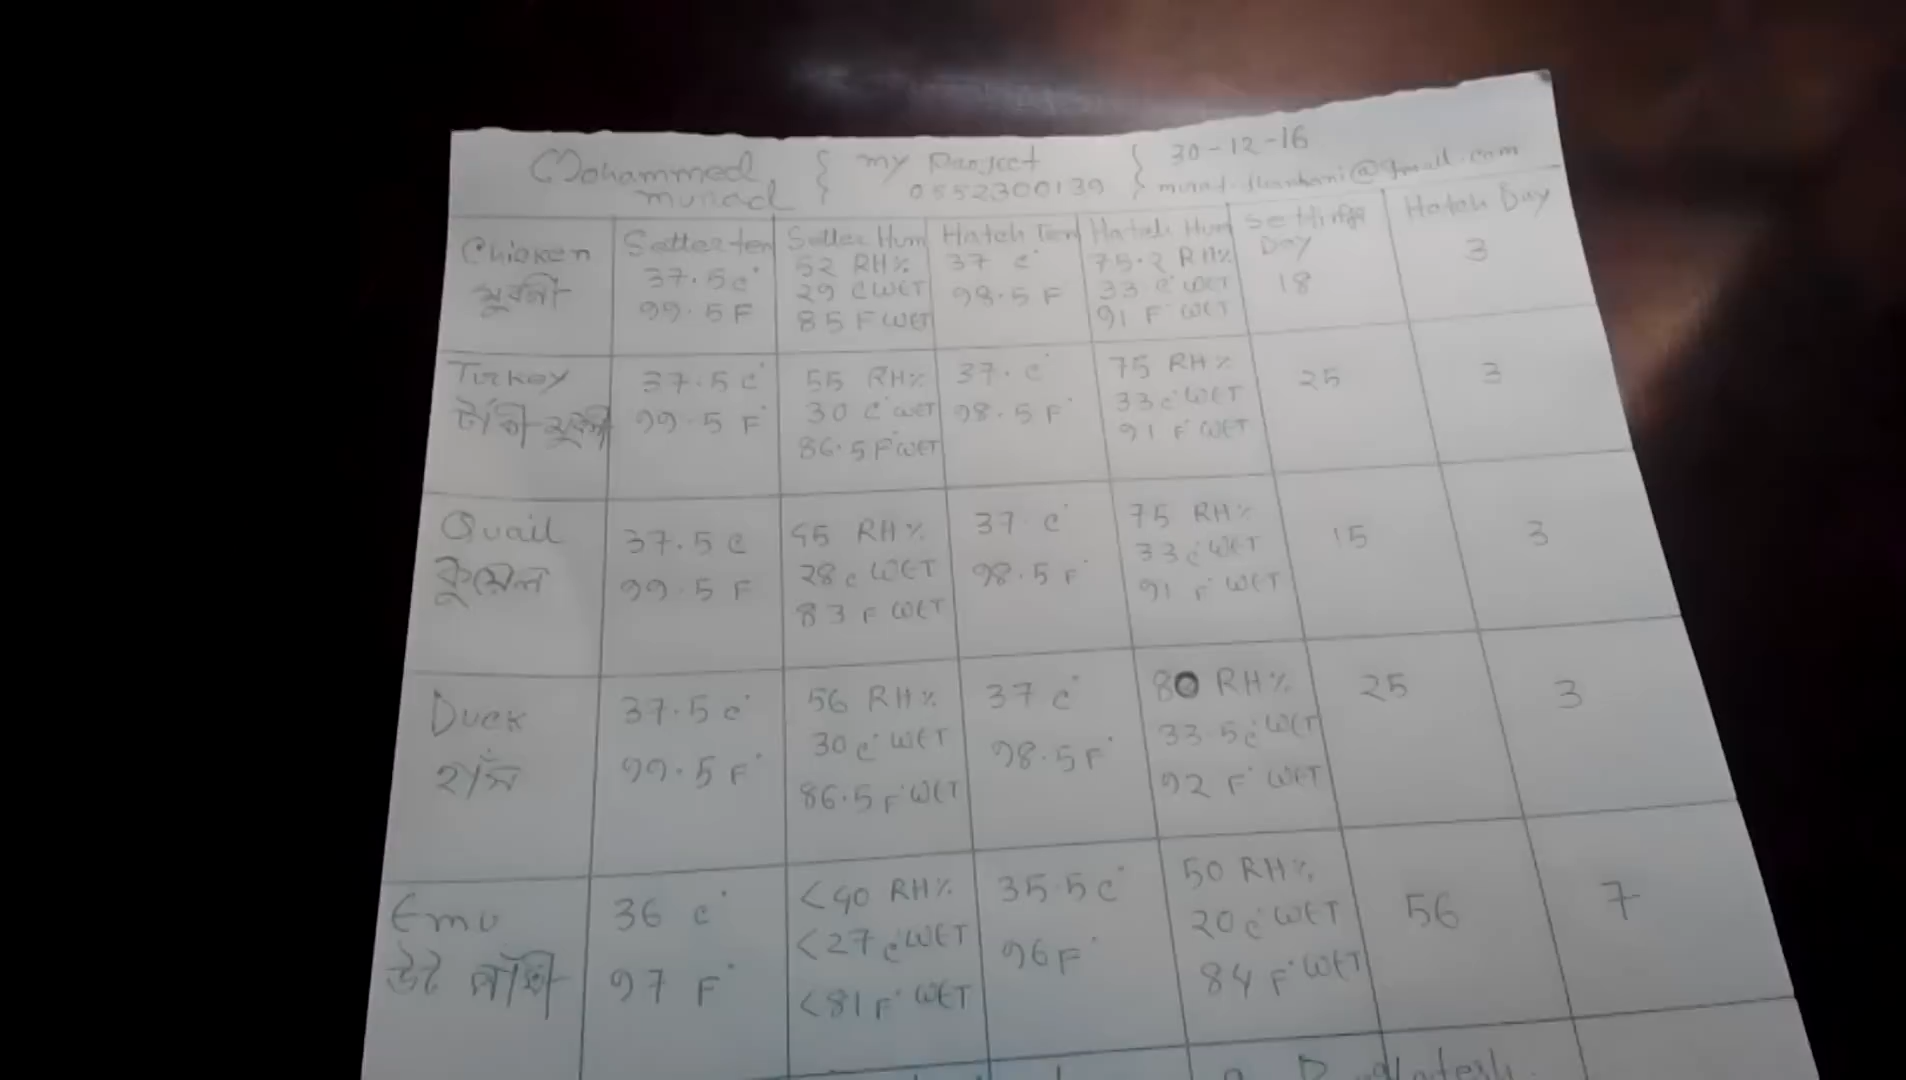 Mohammed { my Project } 30-12-16
murad 0552300139
Chicken Setter tem Setter Hum Hatch Tem Hatch Hum Setting Hatch Day
মুরগী 37.5 c° 52 RH% 37 c° 75.2 RH% Day 3
99.5 F 29 c WET 98.5 F 33 c° WET 18
85 F WET 91 F° WET
Turkey 37.5 c° 55 RH% 37. c° 75 RH% 25 3
টার্কী মুরগী 99.5 F° 30 c° WET 98.5 F° 33 c° WET
86.5 F° WET 91 F° WET
Quail 37.5 c 45 RH% 37 c° 75 RH% 15 3
কুয়েল 99.5 F 28 c WET 98.5 F° 33 c° WET
83 F WET 91 F° WET
Duck 37.5 c° 56 RH% 37 c° 80 RH% 25 3
হাঁস 99.5 F° 30 c° WET 98.5 F° 33.5 c° WET
86.5 F° WET 92 F° WET
Emu 36 c° <40 RH% 35.5 c° 50 RH% 56 7
উট পাখী 97 F° <27 c° WET 96 F° 20 c° WET
<81 F° WET 84 F° WET